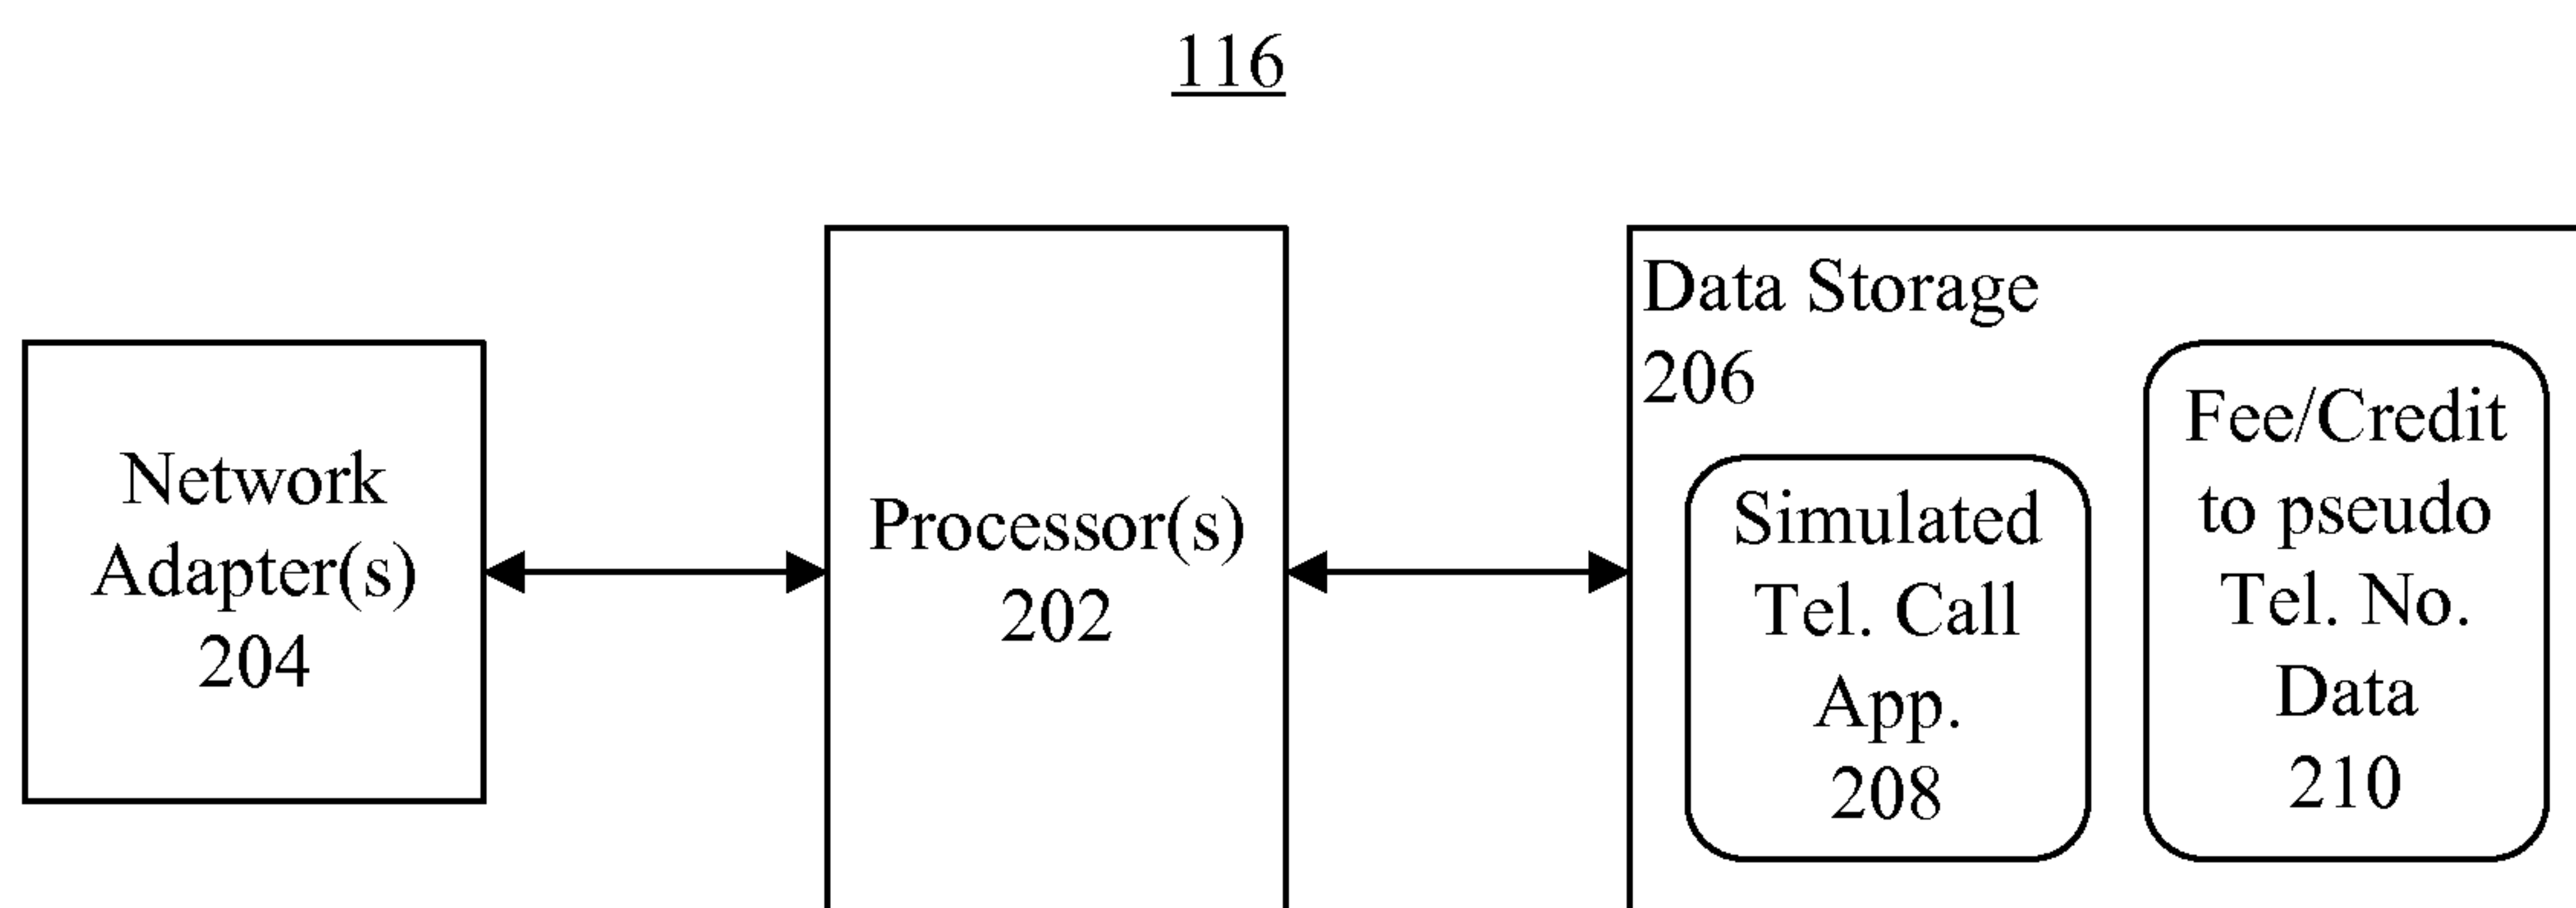 116
Network
Adapter(s)
204
Processor(s)
202
Data Storage
206
Simulated
Tel. Call
App.
208
Fee/Credit
to pseudo
Tel. No.
Data
210